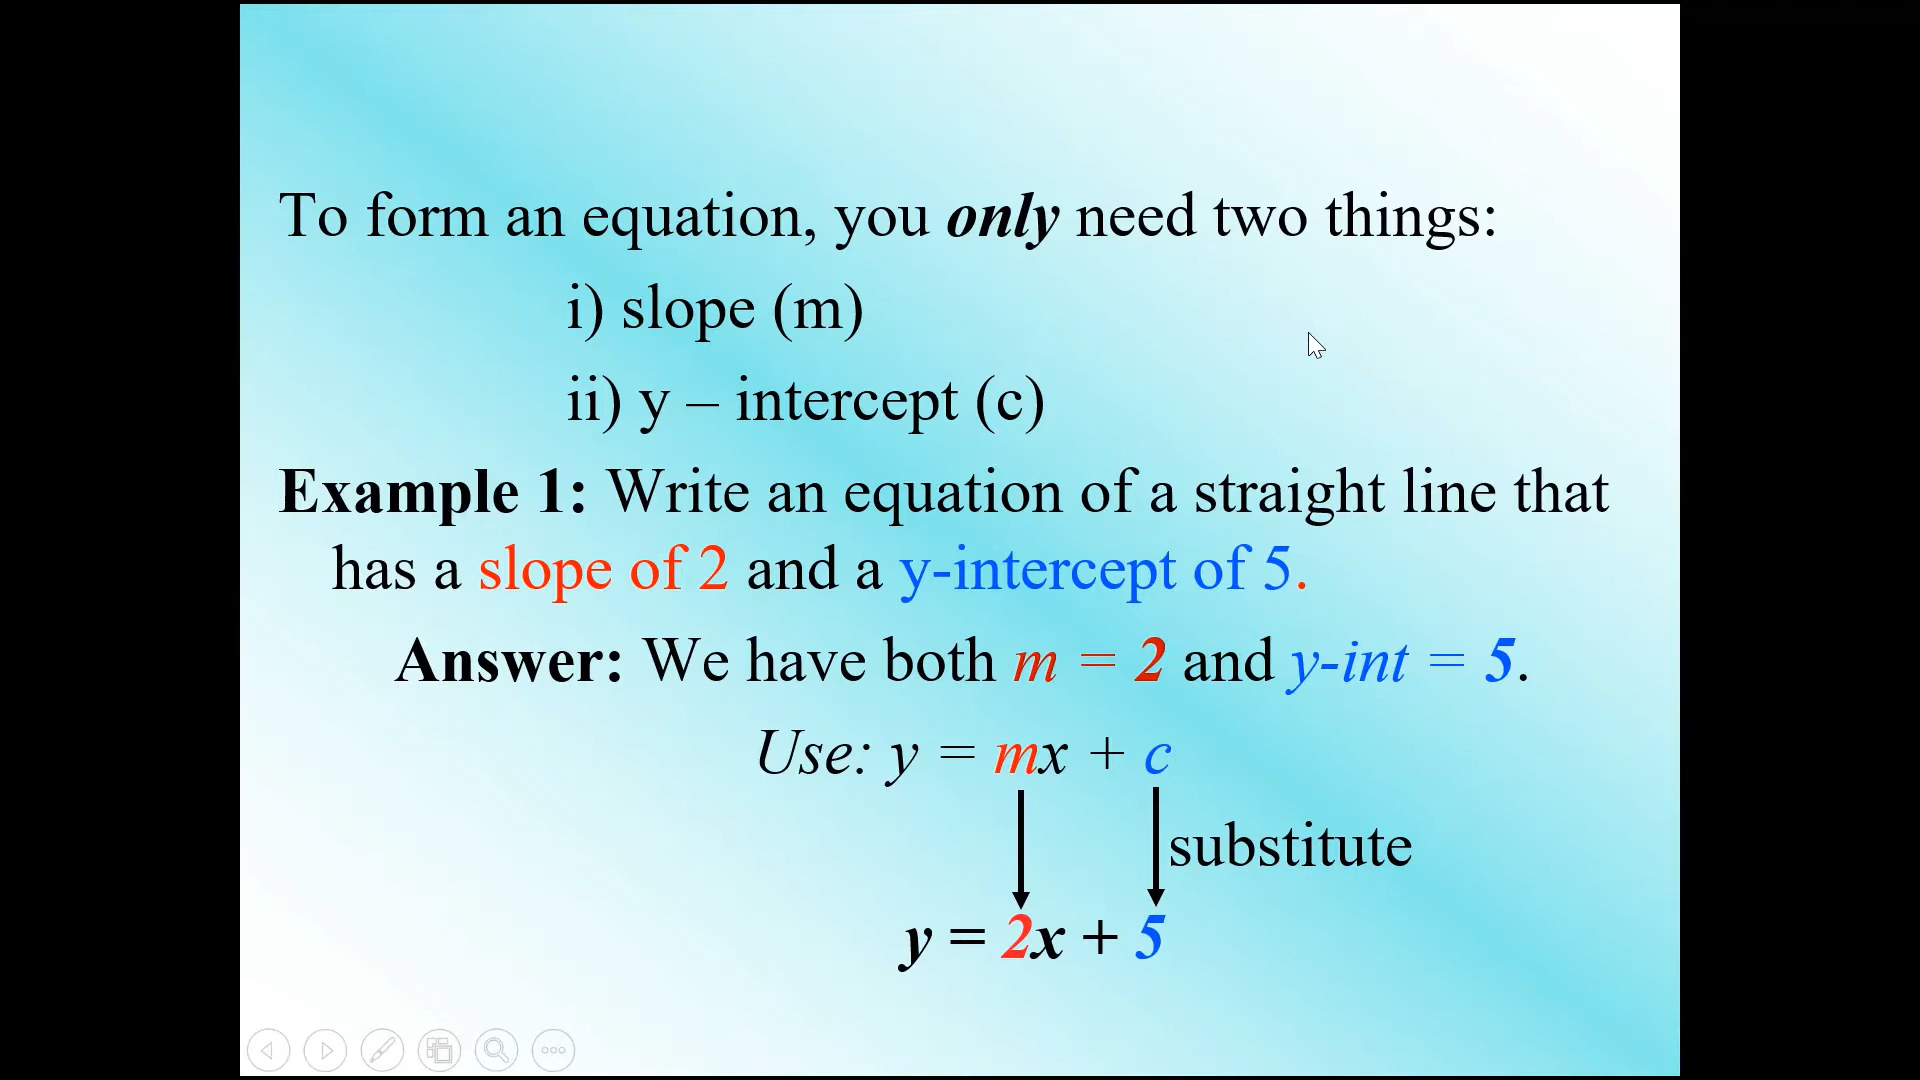 To form an equation, you only need two things:
i) slope (m)
ii) y – intercept (c)
Example 1: Write an equation of a straight line that
has a slope of 2 and a y-intercept of 5.
Answer: We have both m = 2 and y-int = 5.
Use: y = mx + c
substitute
y = 2x + 5